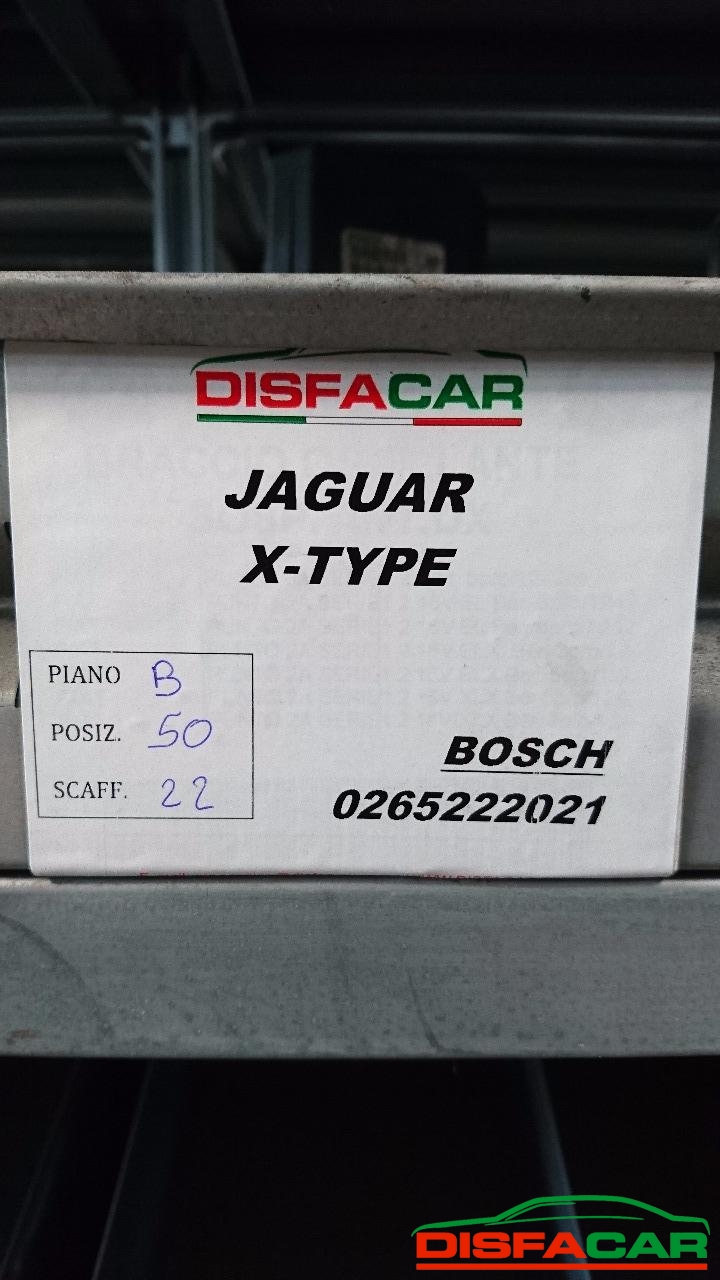 DISFACAR
JAGUAR
X-TYPE
PIANO B
POSIZ. 50
SCAFF. 22
BOSCH
0265222021
DISFACAR